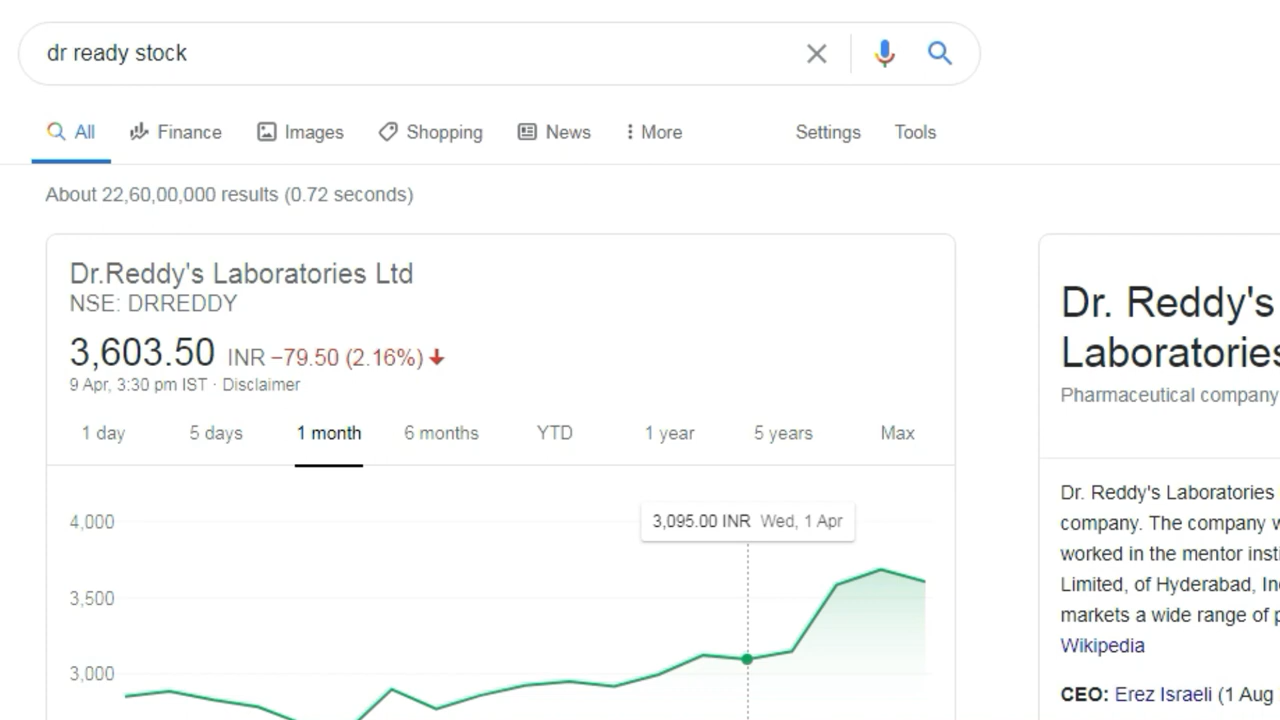 dr ready stock
All Finance Images Shopping News More Settings Tools
About 22,60,00,000 results (0.72 seconds)
Dr.Reddy's Laboratories Ltd
NSE: DRREDDY
3,603.50 INR −79.50 (2.16%)
9 Apr, 3:30 pm IST · Disclaimer
1 day 5 days 1 month 6 months YTD 1 year 5 years Max
3,095.00 INR Wed, 1 Apr
4,000
3,500
3,000
Dr. Reddy's
Laboratories
Pharmaceutical company
Dr. Reddy's Laboratories
company. The company
worked in the mentor
Limited, of Hyderabad,
markets a wide range of
Wikipedia
CEO: Erez Israeli (1 Aug